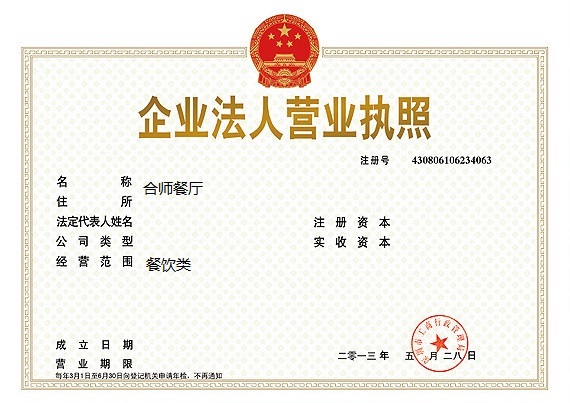 企业法人营业执照
注册号 430806106234063
名称 合师餐厅
住所
法定代表人姓名 注册资本
公司类型 实收资本
经营范围 餐饮类
成立日期
营业期限 二〇一三年 五月二八日
每年3月1日至6月30日向登记机关申请年检，不再通知
工商行政管理局